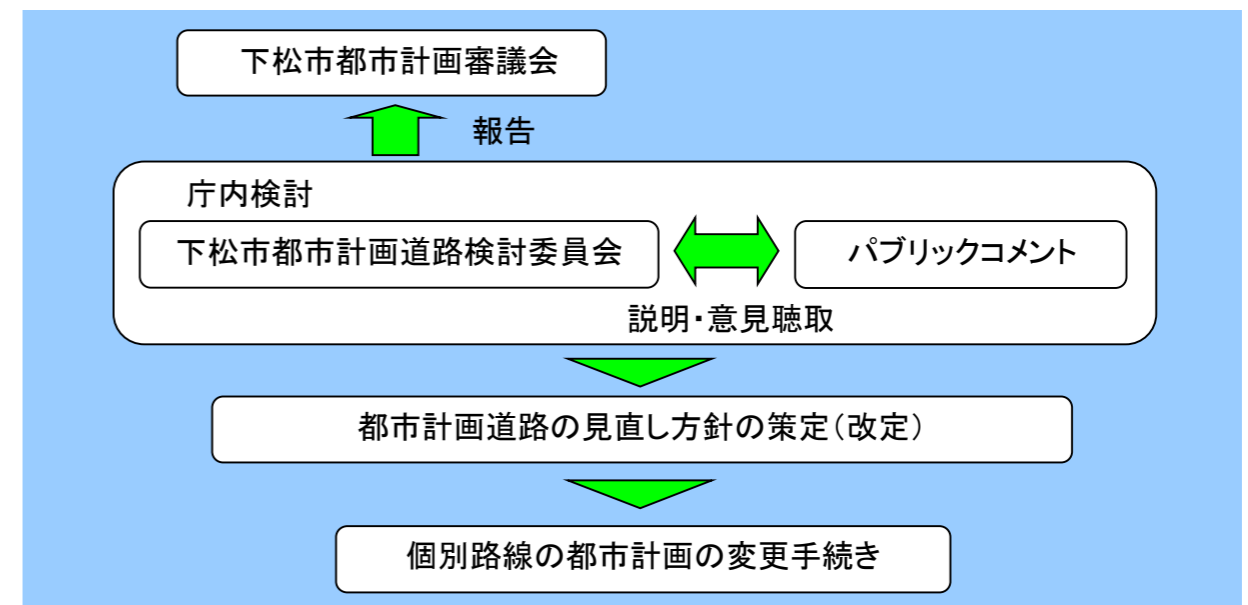 下松市都市計画審議会
報告
庁内検討
下松市都市計画道路検討委員会
パブリックコメント
説明・意見聴取
都市計画道路の見直し方針の策定（改定）
個別路線の都市計画の変更手続き